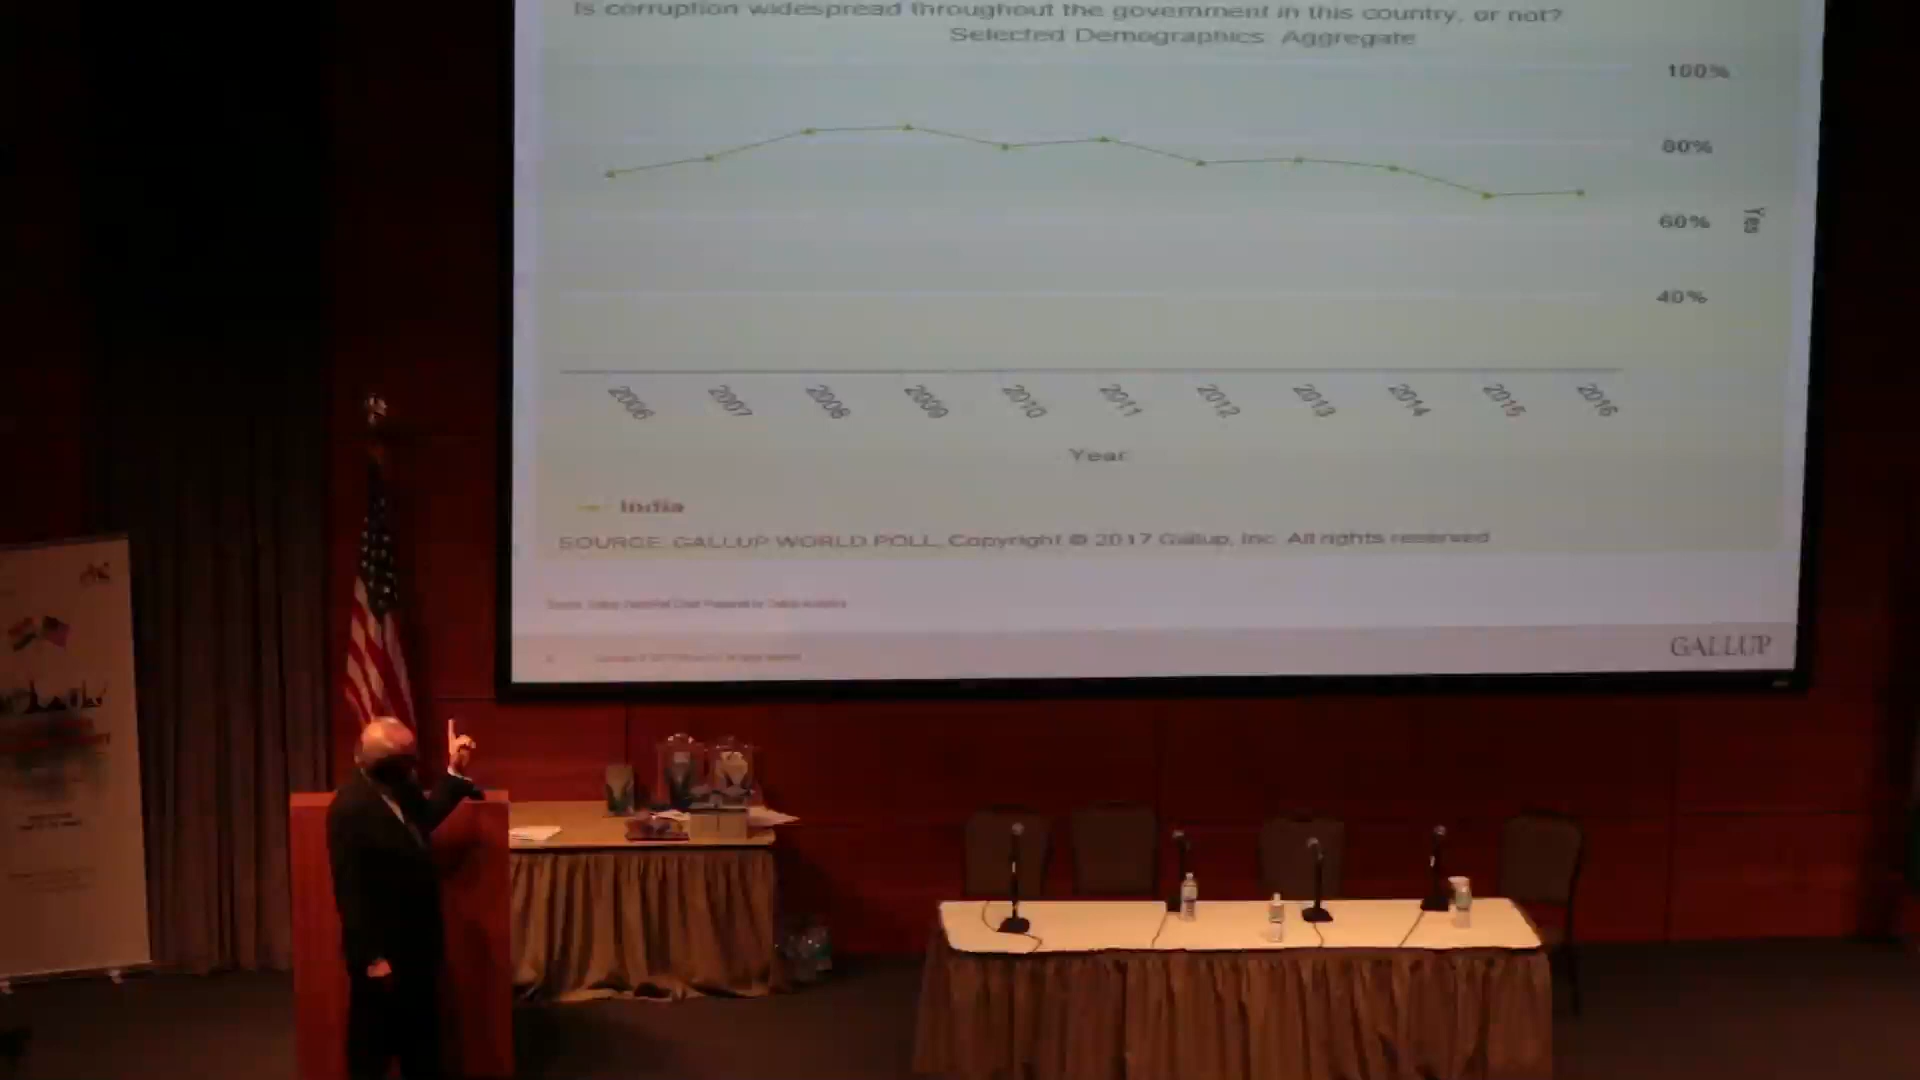 Is corruption widespread throughout the government in this country, or not?
Selected Demographics: Aggregate
100%
80%
60%
Yes
40%
2006 2007 2008 2009 2010 2011 2012 2013 2014 2015 2016
Year
India
SOURCE: GALLUP WORLD POLL, Copyright © 2017 Gallup, Inc. All rights reserved
GALLUP